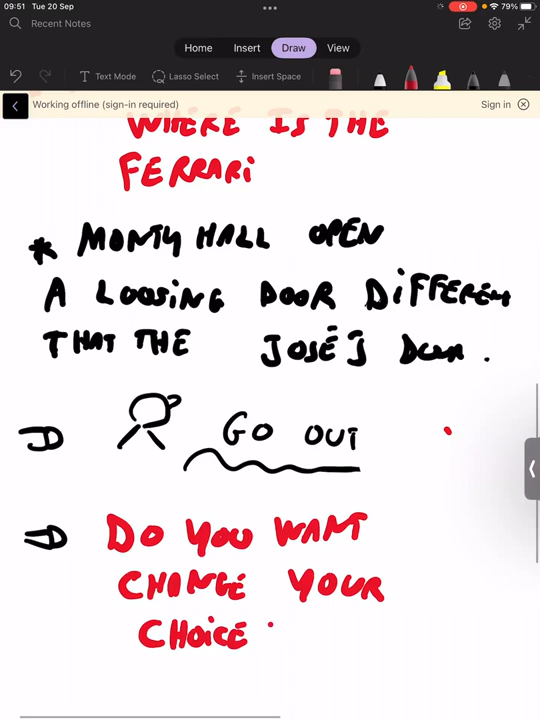 09:51 Tue 20 Sep
79%
Recent Notes
Home Insert Draw View
Text Mode Lasso Select Insert Space
Working offline (sign-in required) Sign in
WHERE IS THE
FERRARi
* MONTY HALL OPEN
A LOOSiNG DOOR DiFFEREM
THAT THE JOSÉ'S DOOR.
⇒ GO OUT
⇒ DO YOU WANT
CHANGE YOUR
CHOiCE